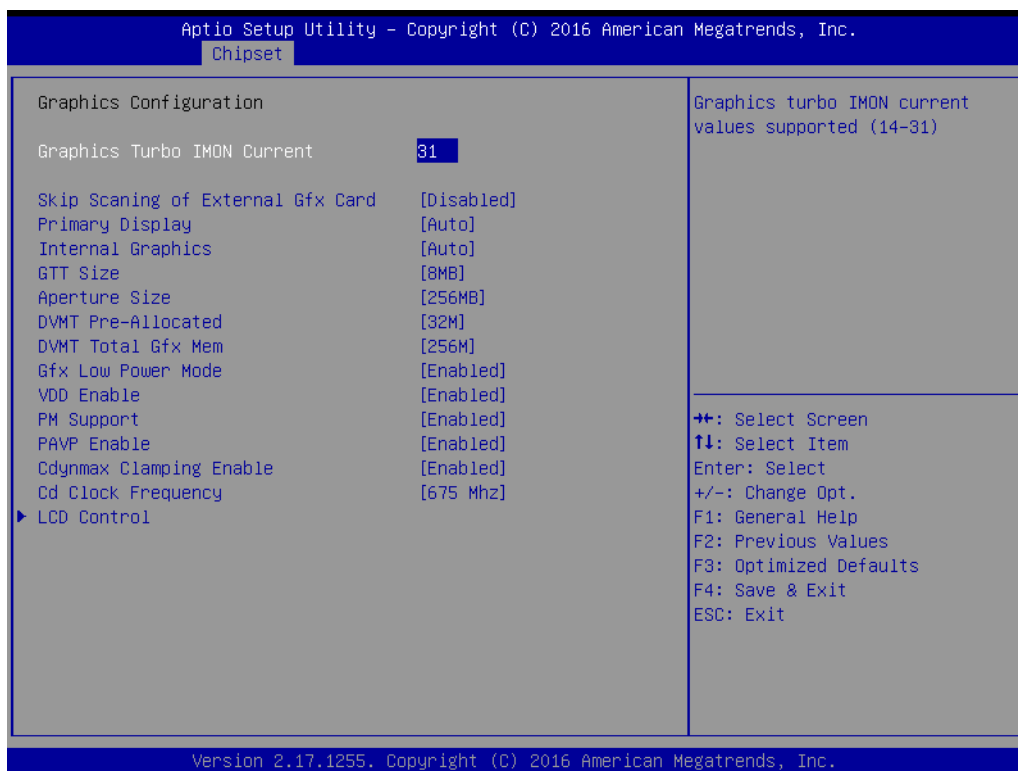 Aptio Setup Utility – Copyright (C) 2016 American Megatrends, Inc.
Chipset
Graphics Configuration
Graphics Turbo IMON Current 31
Skip Scaning of External Gfx Card [Disabled]
Primary Display [Auto]
Internal Graphics [Auto]
GTT Size [8MB]
Aperture Size [256MB]
DVMT Pre-Allocated [32M]
DVMT Total Gfx Mem [256M]
Gfx Low Power Mode [Enabled]
VDD Enable [Enabled]
PM Support [Enabled]
PAVP Enable [Enabled]
Cdynmax Clamping Enable [Enabled]
Cd Clock Frequency [675 Mhz]
LCD Control
Graphics turbo IMON current
values supported (14-31)
→←: Select Screen
↑↓: Select Item
Enter: Select
+/-: Change Opt.
F1: General Help
F2: Previous Values
F3: Optimized Defaults
F4: Save & Exit
ESC: Exit
Version 2.17.1255. Copyright (C) 2016 American Megatrends, Inc.